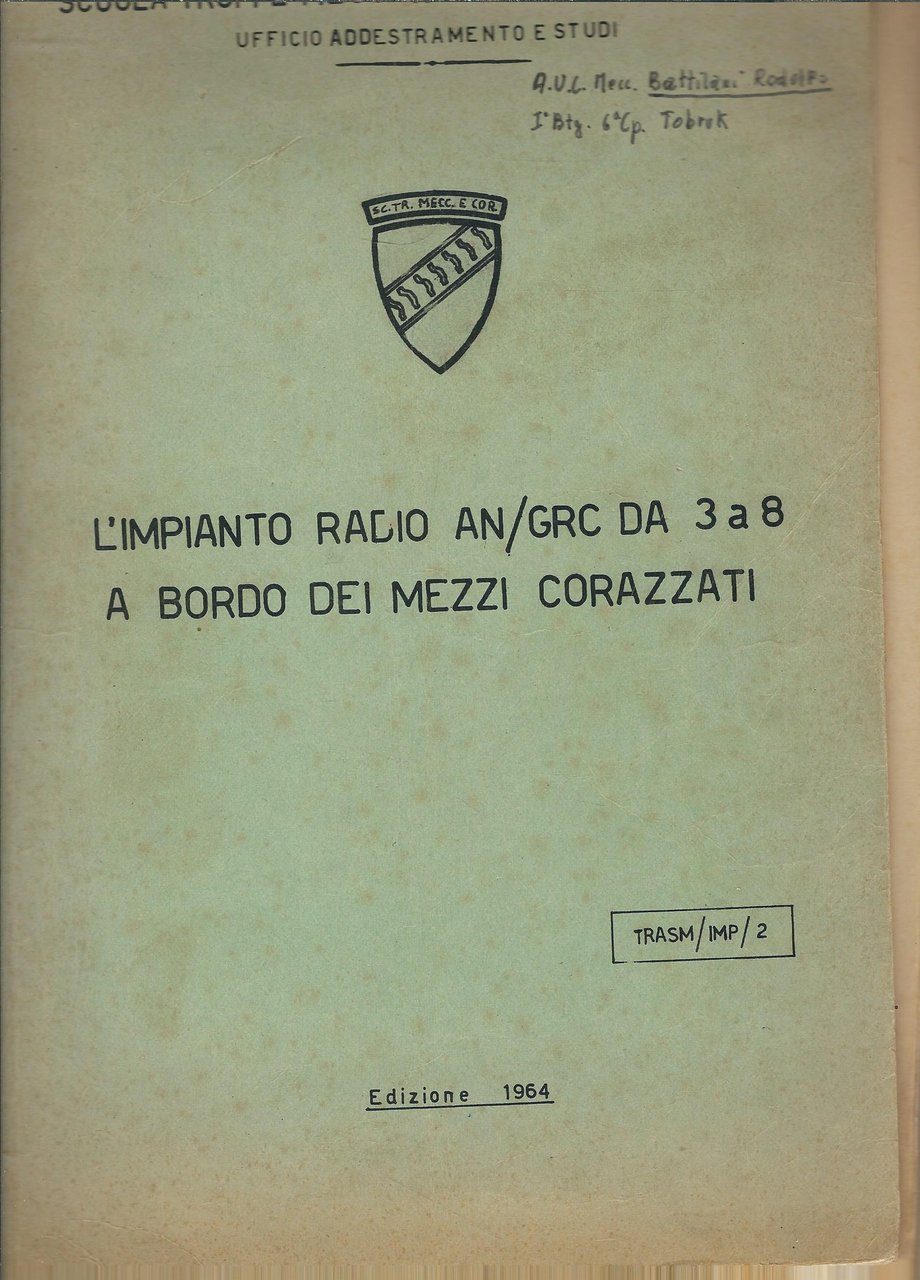 UFFICIO ADDESTRAMENTO E STUDI
A.U.C. Mecc. Battilani Rodolfo
I° Btg. 6ª Cp. Tobruk
SC. TR. MECC. E COR.
L'IMPIANTO RADIO AN/GRC DA 3 a 8
A BORDO DEI MEZZI CORAZZATI
TRASM/IMP/2
Edizione 1964